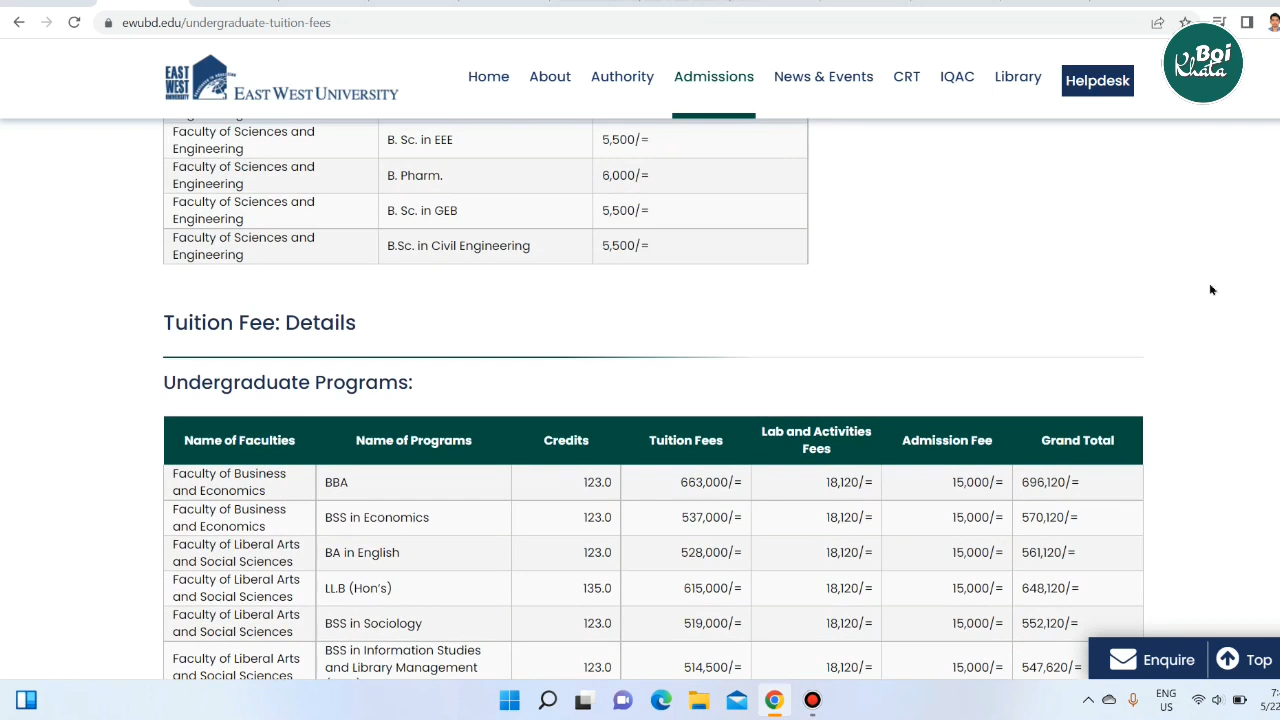 ewubd.edu/undergraduate-tuition-fees
EAST WEST UNIVERSITY
EAST WEST UNIVERSITY
Home About Authority Admissions News & Events CRT IQAC Library Helpdesk
Boi Khata
Faculty of Sciences and Engineering B. Sc. in EEE 5,500/=
Faculty of Sciences and Engineering B. Pharm. 6,000/=
Faculty of Sciences and Engineering B. Sc. in GEB 5,500/=
Faculty of Sciences and Engineering B.Sc. in Civil Engineering 5,500/=
Tuition Fee: Details
Undergraduate Programs:
Name of Faculties Name of Programs Credits Tuition Fees Lab and Activities Fees Admission Fee Grand Total
Faculty of Business and Economics BBA 123.0 663,000/= 18,120/= 15,000/= 696,120/=
Faculty of Business and Economics BSS in Economics 123.0 537,000/= 18,120/= 15,000/= 570,120/=
Faculty of Liberal Arts and Social Sciences BA in English 123.0 528,000/= 18,120/= 15,000/= 561,120/=
Faculty of Liberal Arts and Social Sciences LL.B (Hon's) 135.0 615,000/= 18,120/= 15,000/= 648,120/=
Faculty of Liberal Arts and Social Sciences BSS in Sociology 123.0 519,000/= 18,120/= 15,000/= 552,120/=
Faculty of Liberal Arts and Social Sciences BSS in Information Studies and Library Management 123.0 514,500/= 18,120/= 15,000/= 547,620/=
Enquire Top
ENG
US
5/22